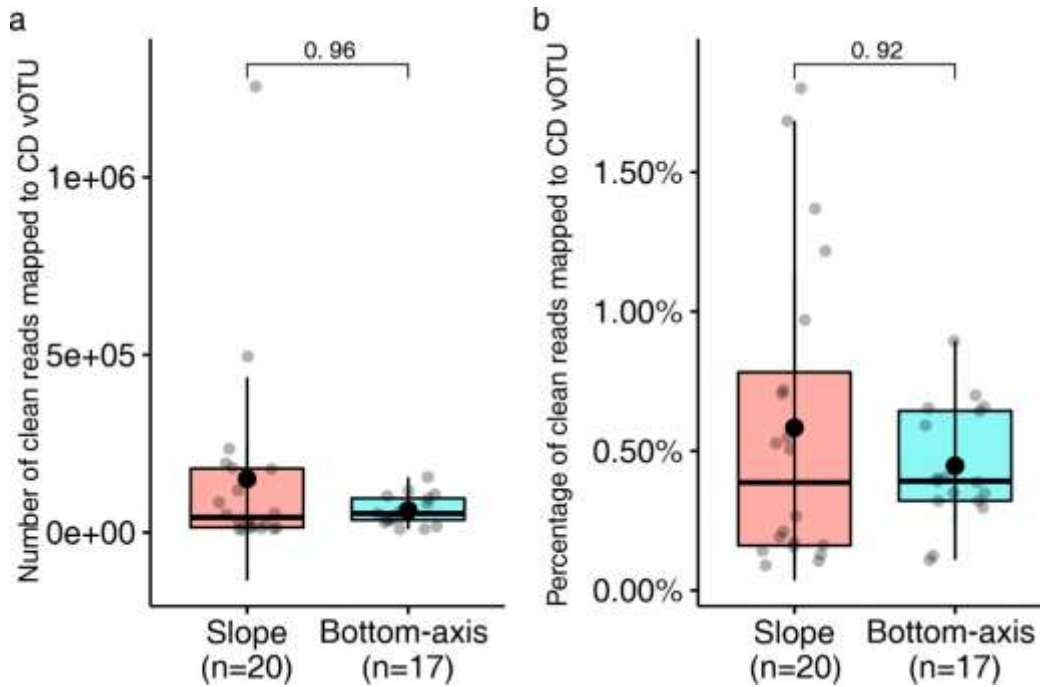 a
Number of clean reads mapped to CD vOTU
0.96
1e+06
5e+05
0e+00
Slope
(n=20)
Bottom-axis
(n=17)
b
Percentage of clean reads mapped to CD vOTU
0.92
1.50%
1.00%
0.50%
0.00%
Slope
(n=20)
Bottom-axis
(n=17)